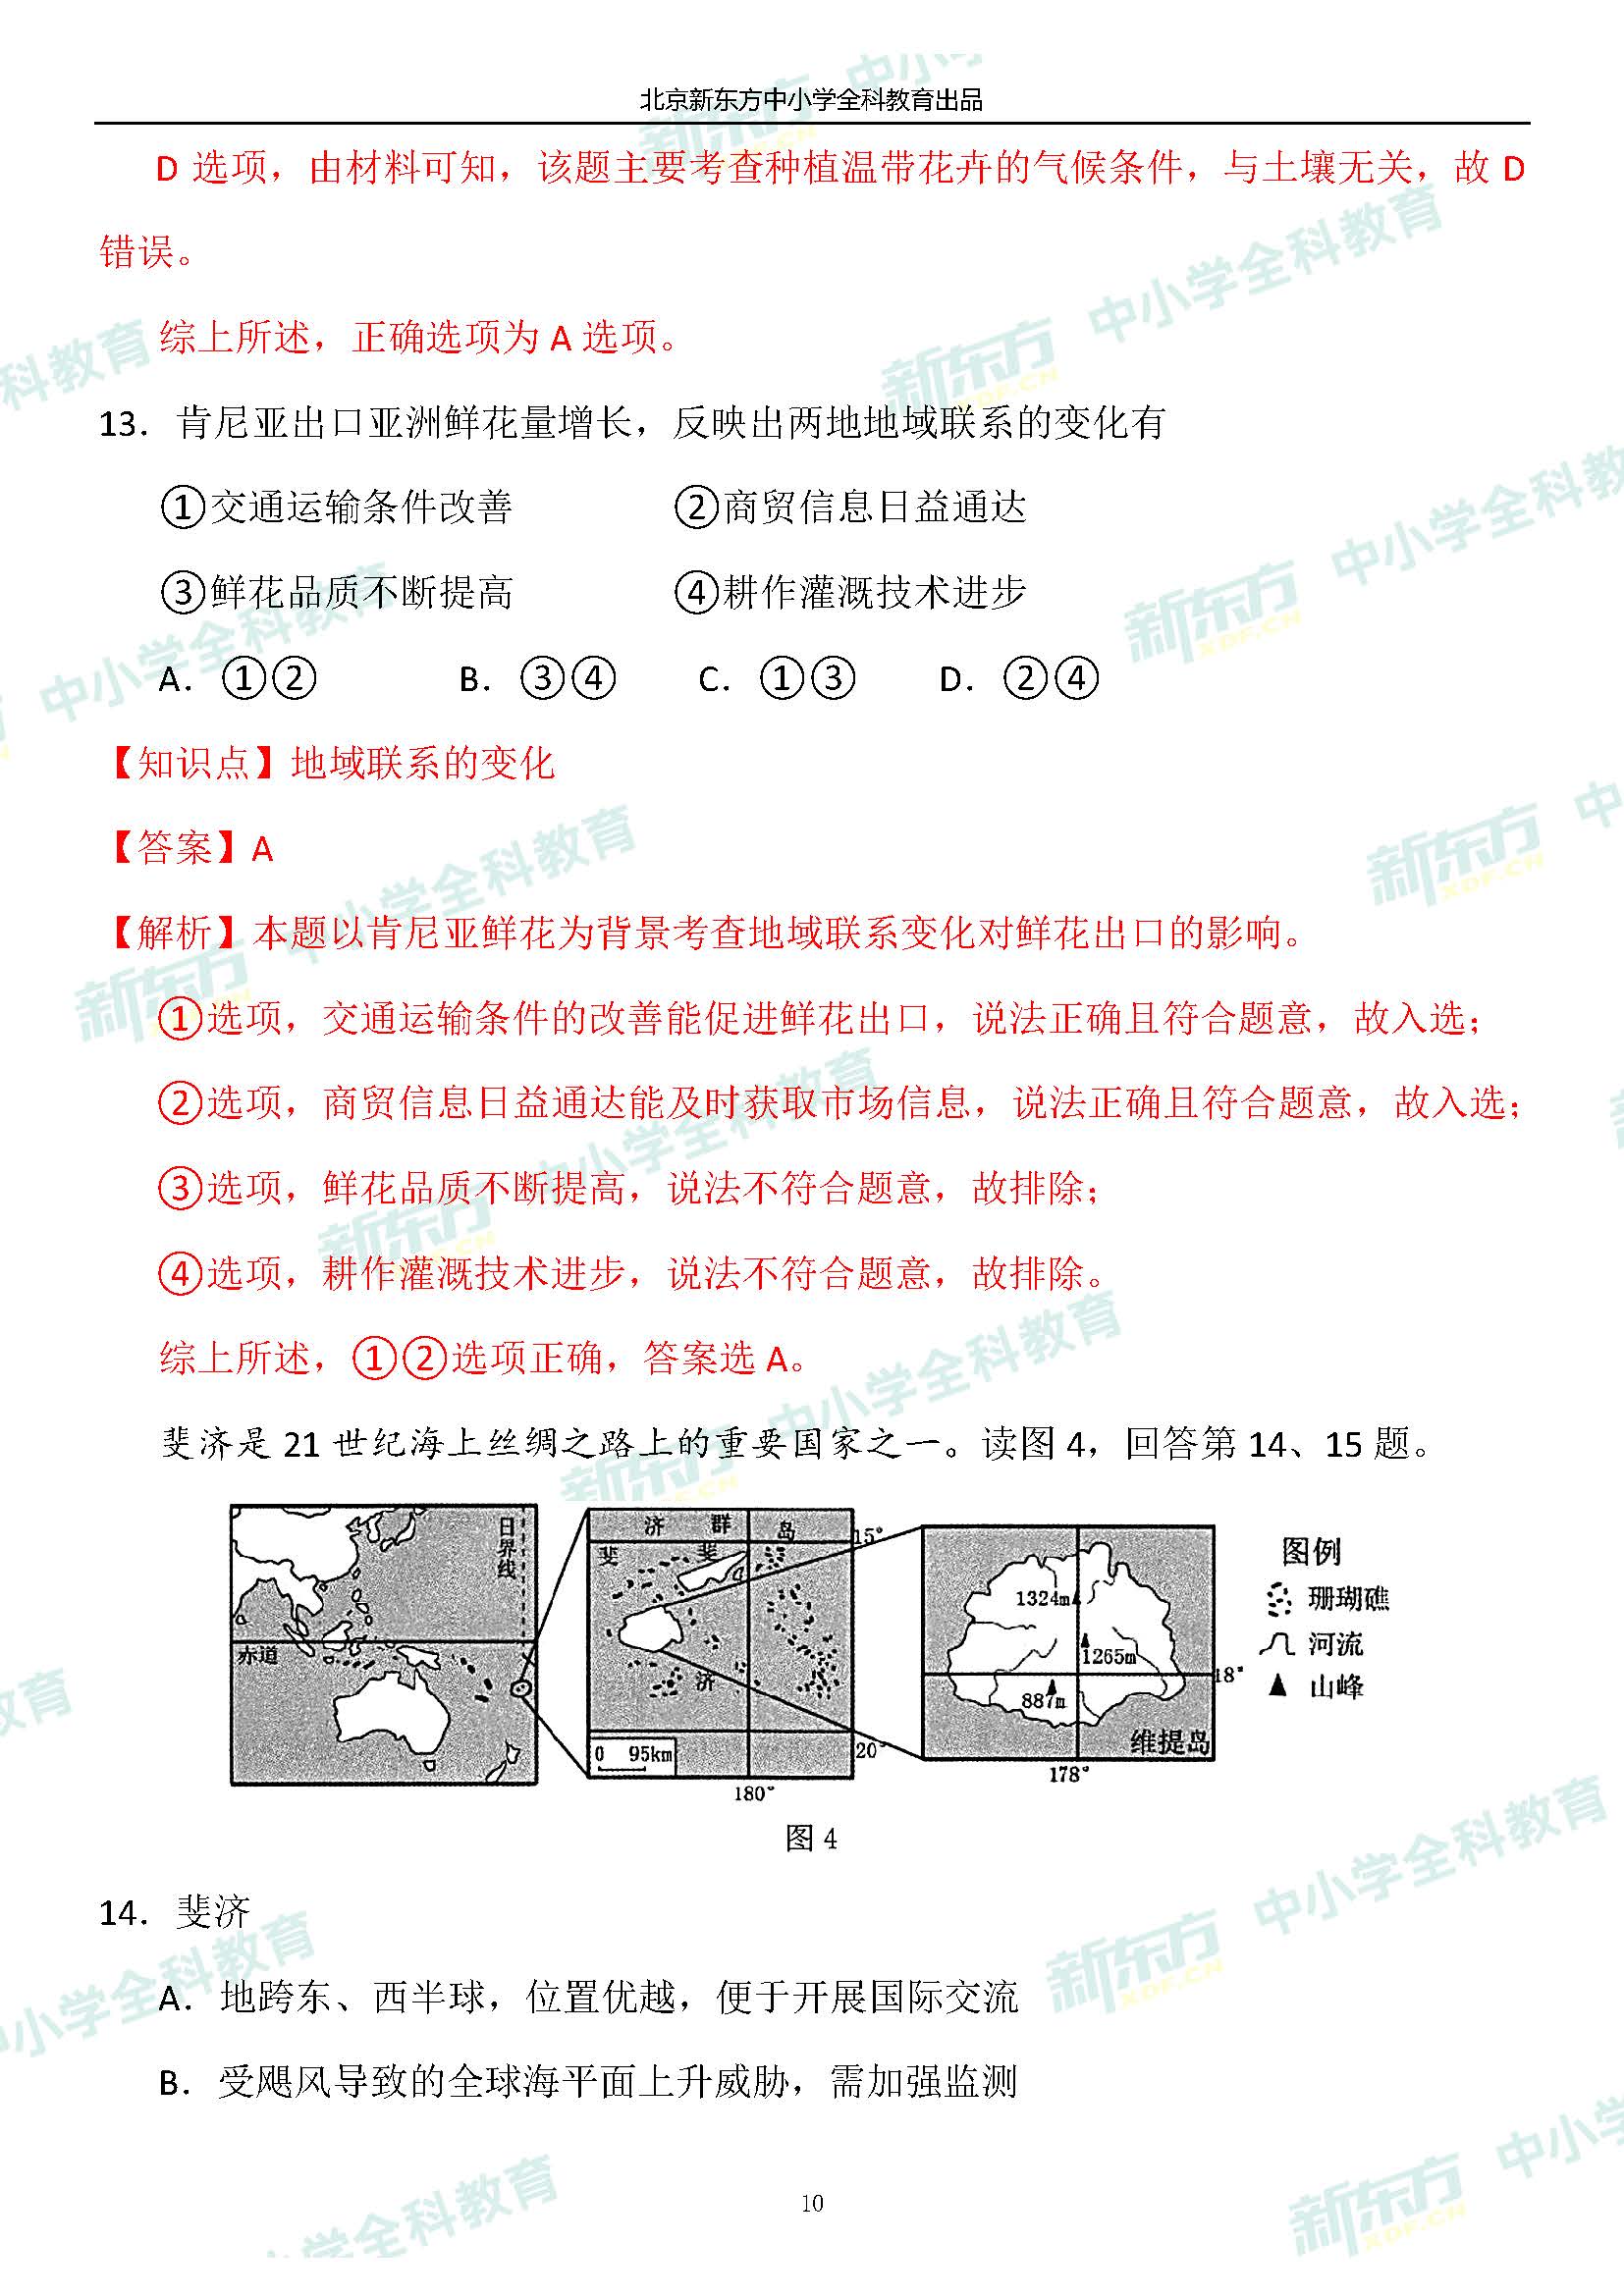 北京新东方中小学全科教育出品
D 选项，由材料可知，该题主要考查种植温带花卉的气候条件，与土壤无关，故 D
错误。
综上所述，正确选项为 A 选项。
13．肯尼亚出口亚洲鲜花量增长，反映出两地地域联系的变化有
①交通运输条件改善 ②商贸信息日益通达
③鲜花品质不断提高 ④耕作灌溉技术进步
A．①② B．③④ C．①③ D．②④
【知识点】地域联系的变化
【答案】A
【解析】本题以肯尼亚鲜花为背景考查地域联系变化对鲜花出口的影响。
①选项，交通运输条件的改善能促进鲜花出口，说法正确且符合题意，故入选；
②选项，商贸信息日益通达能及时获取市场信息，说法正确且符合题意，故入选；
③选项，鲜花品质不断提高，说法不符合题意，故排除；
④选项，耕作灌溉技术进步，说法不符合题意，故排除。
综上所述，①②选项正确，答案选 A。
斐济是 21 世纪海上丝绸之路上的重要国家之一。读图 4，回答第 14、15 题。
日界线
赤道
斐 济 群 岛
斐
济
15°
20°
180°
0 95km
1324m
1265m
887m
18°
178°
维提岛
图例
珊瑚礁
河流
山峰
图 4
14．斐济
A．地跨东、西半球，位置优越，便于开展国际交流
B．受飓风导致的全球海平面上升威胁，需加强监测
10
新东方 XDF.CN 中小学全科教育